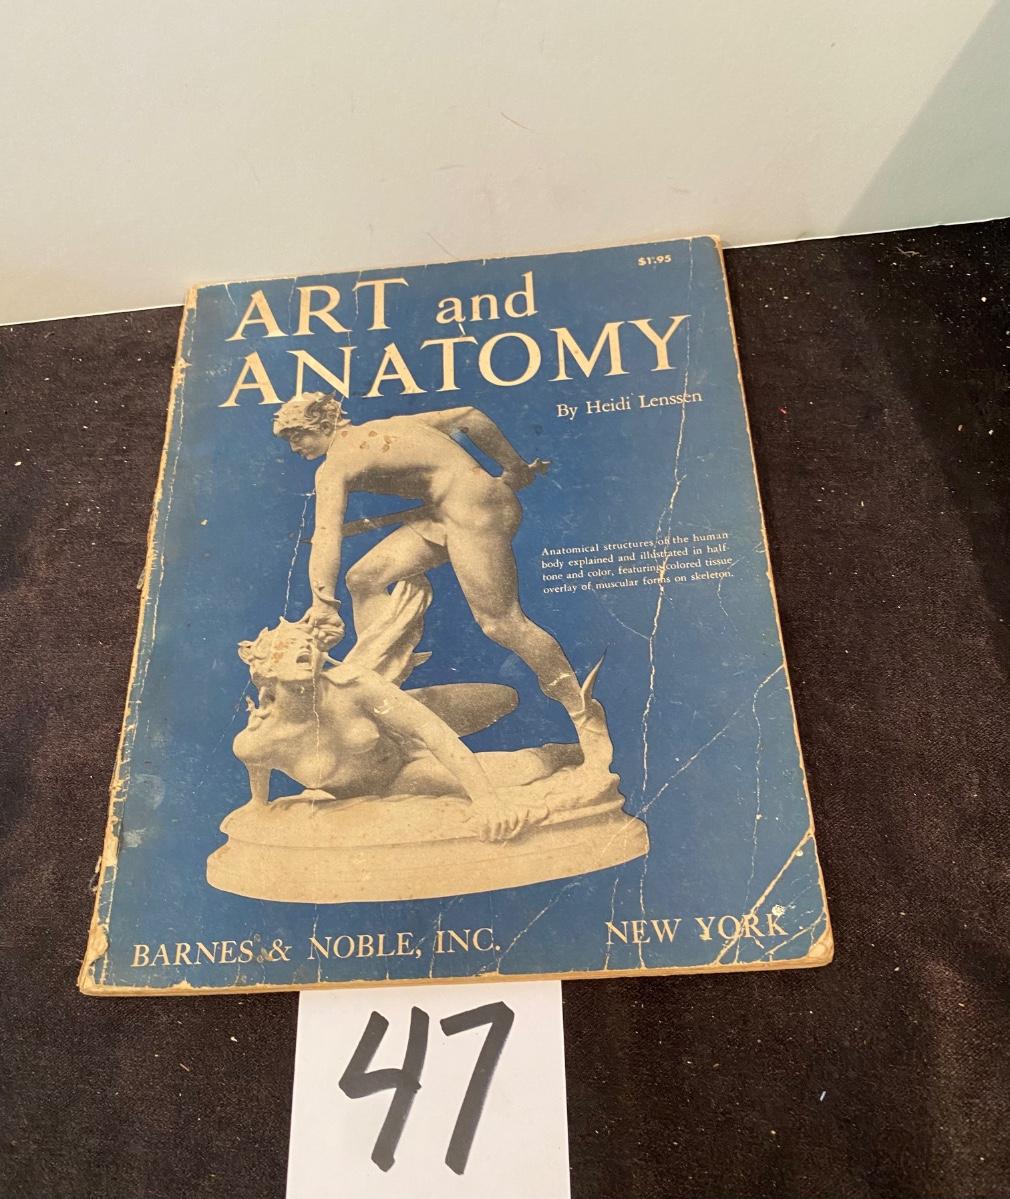 $1.95
ART and
ANATOMY
By Heidi Lenssen
Anatomical structures of the human
body explained and illustrated in half-
tone and color, featuring colored tissue
overlay of muscular forms on skeleton.
BARNES & NOBLE, INC. NEW YORK
47